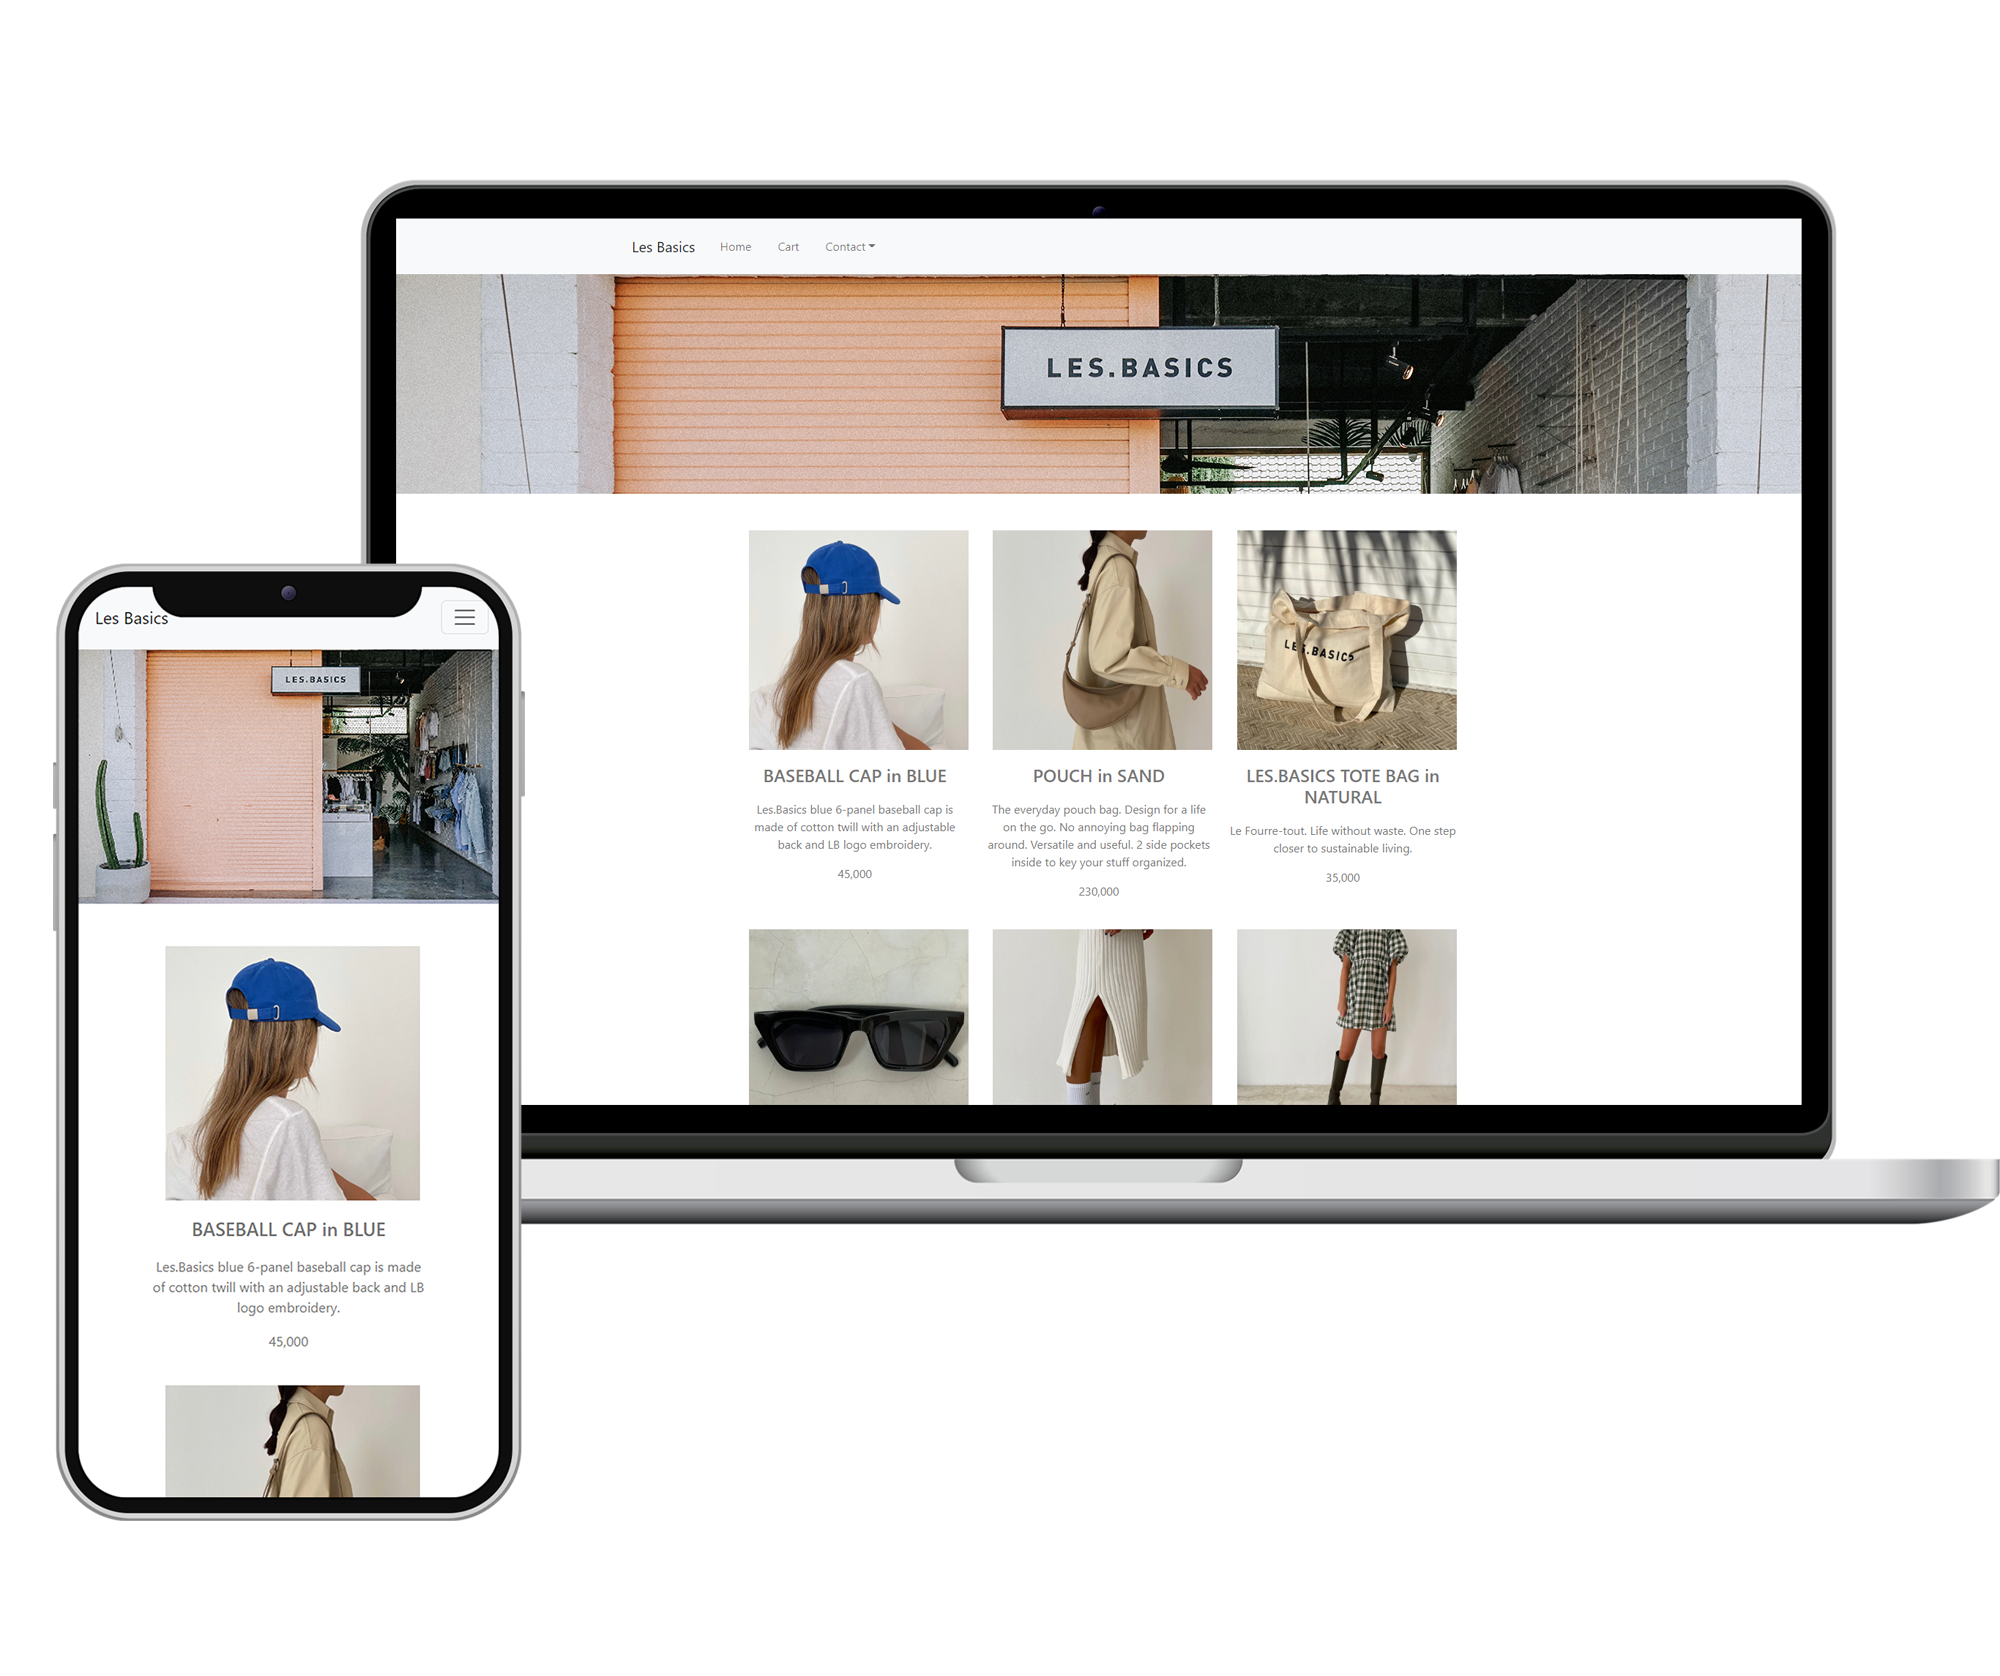 Les Basics Home Cart Contact
LES.BASICS
BASEBALL CAP in BLUE
Les.Basics blue 6-panel baseball cap is
made of cotton twill with an adjustable
back and LB logo embroidery.
45,000
POUCH in SAND
The everyday pouch bag. Design for a life
on the go. No annoying bag flapping
around. Versatile and useful. 2 side pockets
inside to key your stuff organized.
230,000
LES.BASICS
LES.BASICS TOTE BAG in
NATURAL
Le Fourre-tout. Life without waste. One step
closer to sustainable living.
35,000
Les Basics
LES.BASICS
BASEBALL CAP in BLUE
Les.Basics blue 6-panel baseball cap is made
of cotton twill with an adjustable back and LB
logo embroidery.
45,000